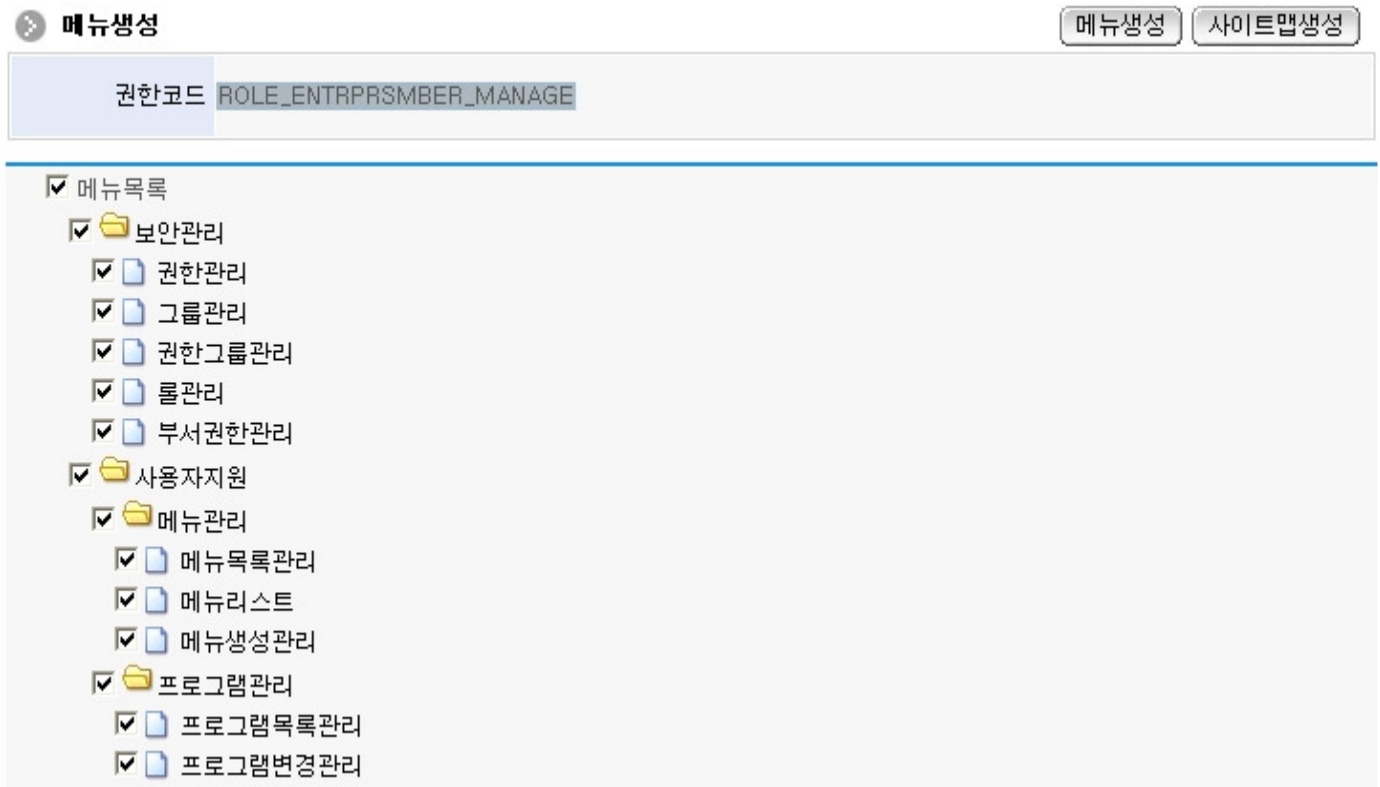 메뉴생성 메뉴생성 사이트맵생성
권한코드 ROLE_ENTRPRSMBER_MANAGE
메뉴목록
보안관리
권한관리
그룹관리
권한그룹관리
롤관리
부서권한관리
사용자지원
메뉴관리
메뉴목록관리
메뉴리스트
메뉴생성관리
프로그램관리
프로그램목록관리
프로그램변경관리